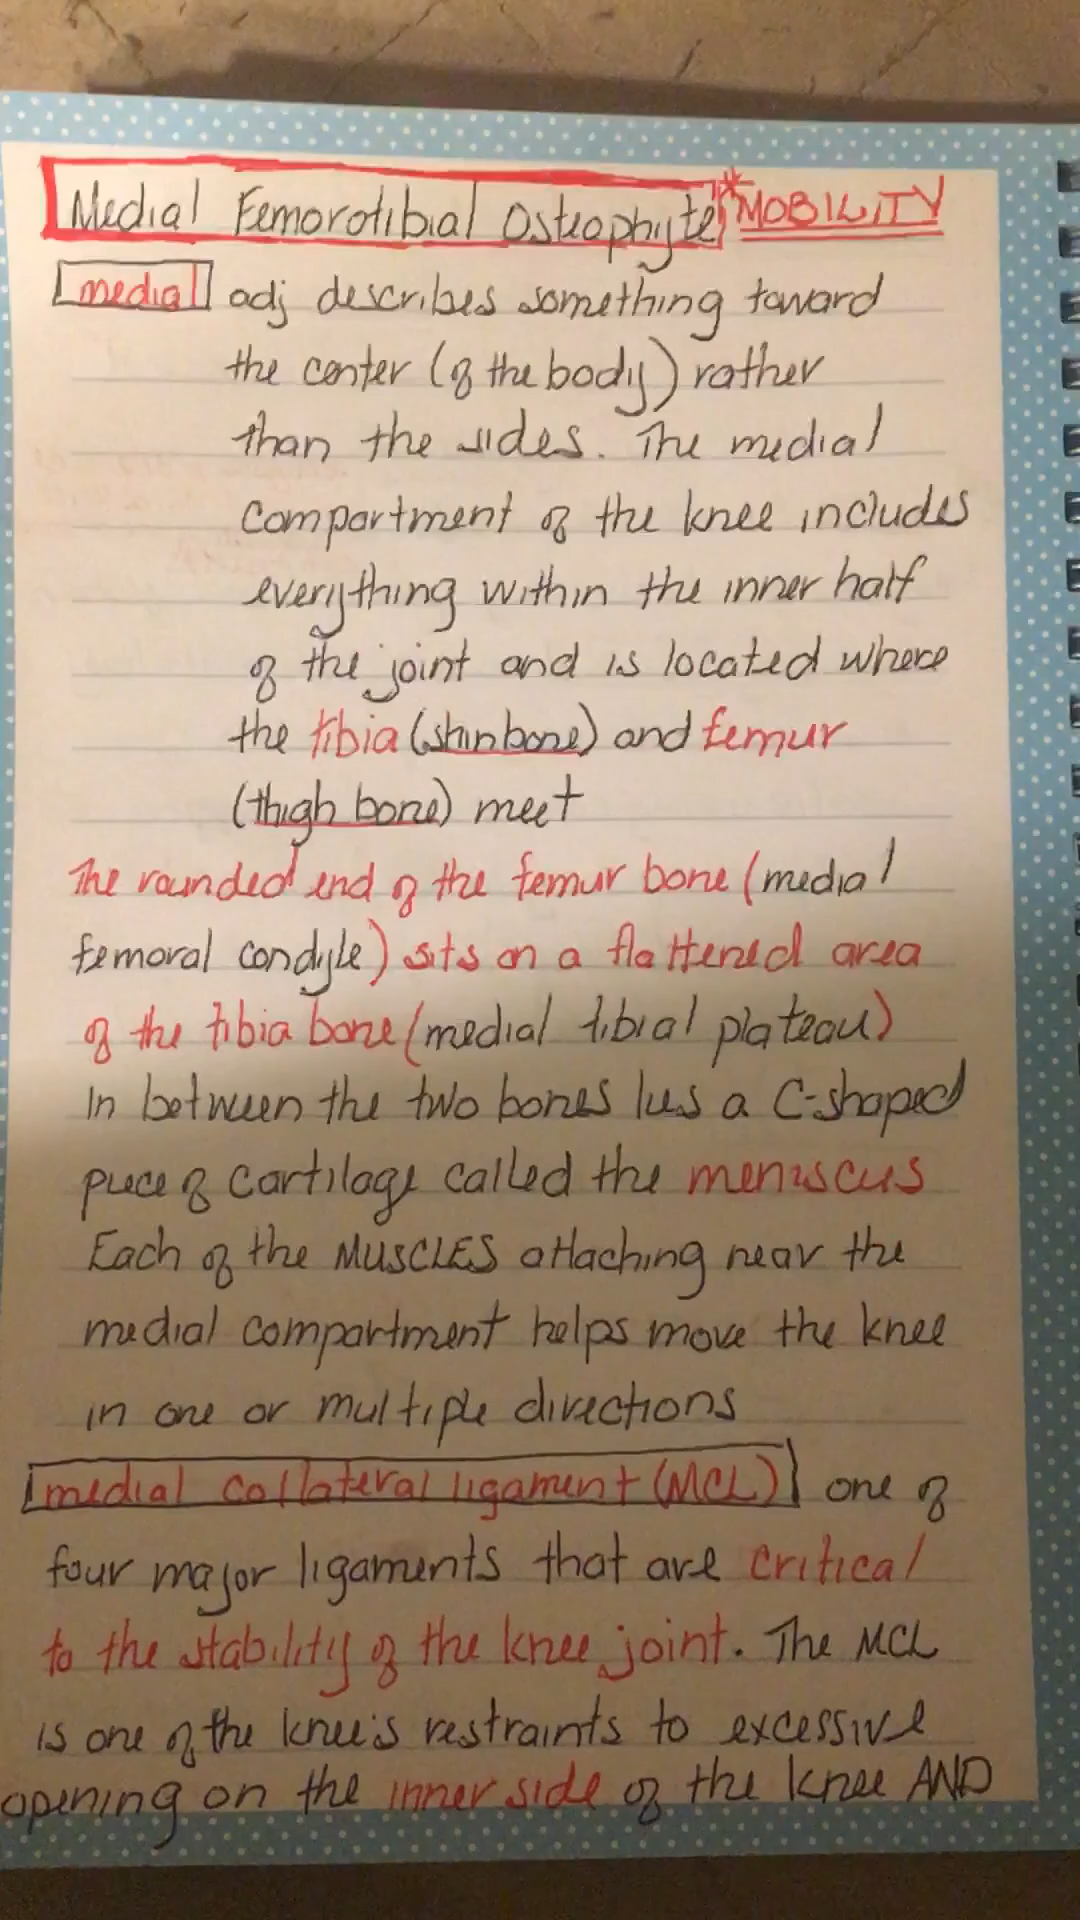 Medial Femorotibial Osteophyte *MOBILITY
medial adj describes something toward
the center (of the body) rather
than the sides. The medial
compartment of the knee includes
everything within the inner half
of the joint and is located where
the tibia (shinbone) and femur
(thigh bone) meet
The rounded end of the femur bone (medial
femoral condyle) sits on a flattened area
of the tibia bone (medial tibial plateau)
In between the two bones lies a C-shaped
piece of cartilage called the meniscus
Each of the MUSCLES attaching near the
medial compartment helps move the knee
in one or multiple directions
medial collateral ligament (MCL) one of
four major ligaments that are critical
to the stability of the knee joint. The MCL
is one of the knee's restraints to excessive
opening on the inner side of the knee AND